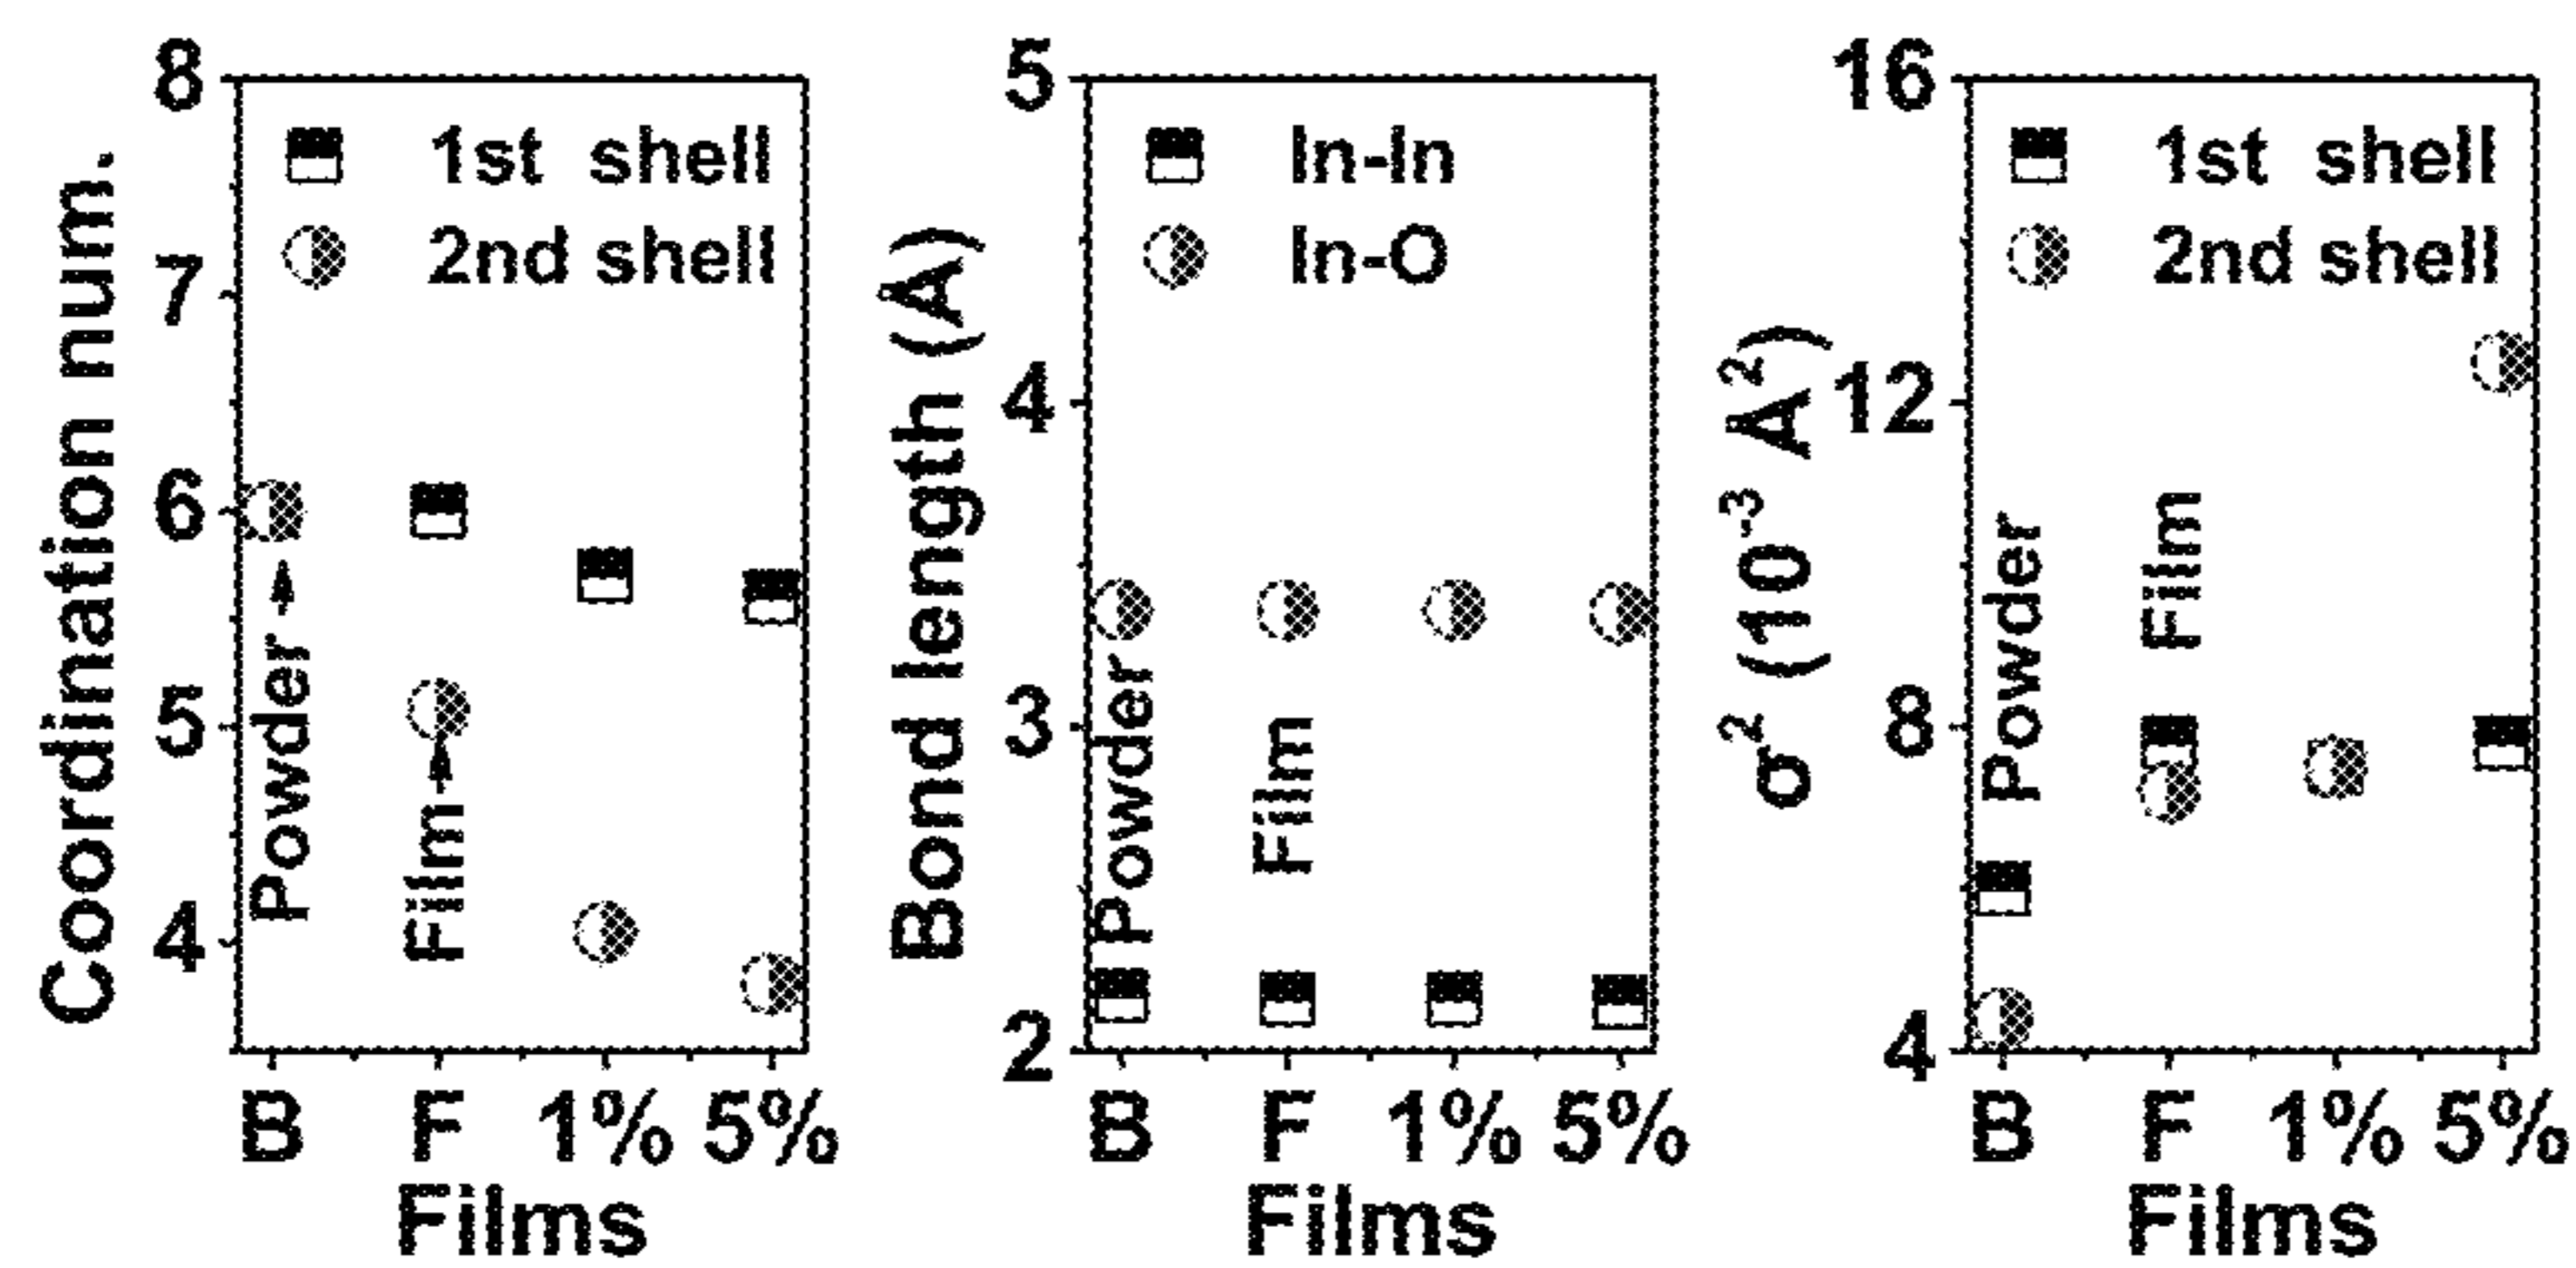 Coordination num.
8
7
6
5
4
1st shell
2nd shell
Powder
Film
B F 1% 5%
Films
Bond length (Å)
5
4
3
2
In-In
In-O
Powder
Film
B F 1% 5%
Films
σ² (10⁻³ Å²)
16
12
8
4
1st shell
2nd shell
Powder
Film
B F 1% 5%
Films